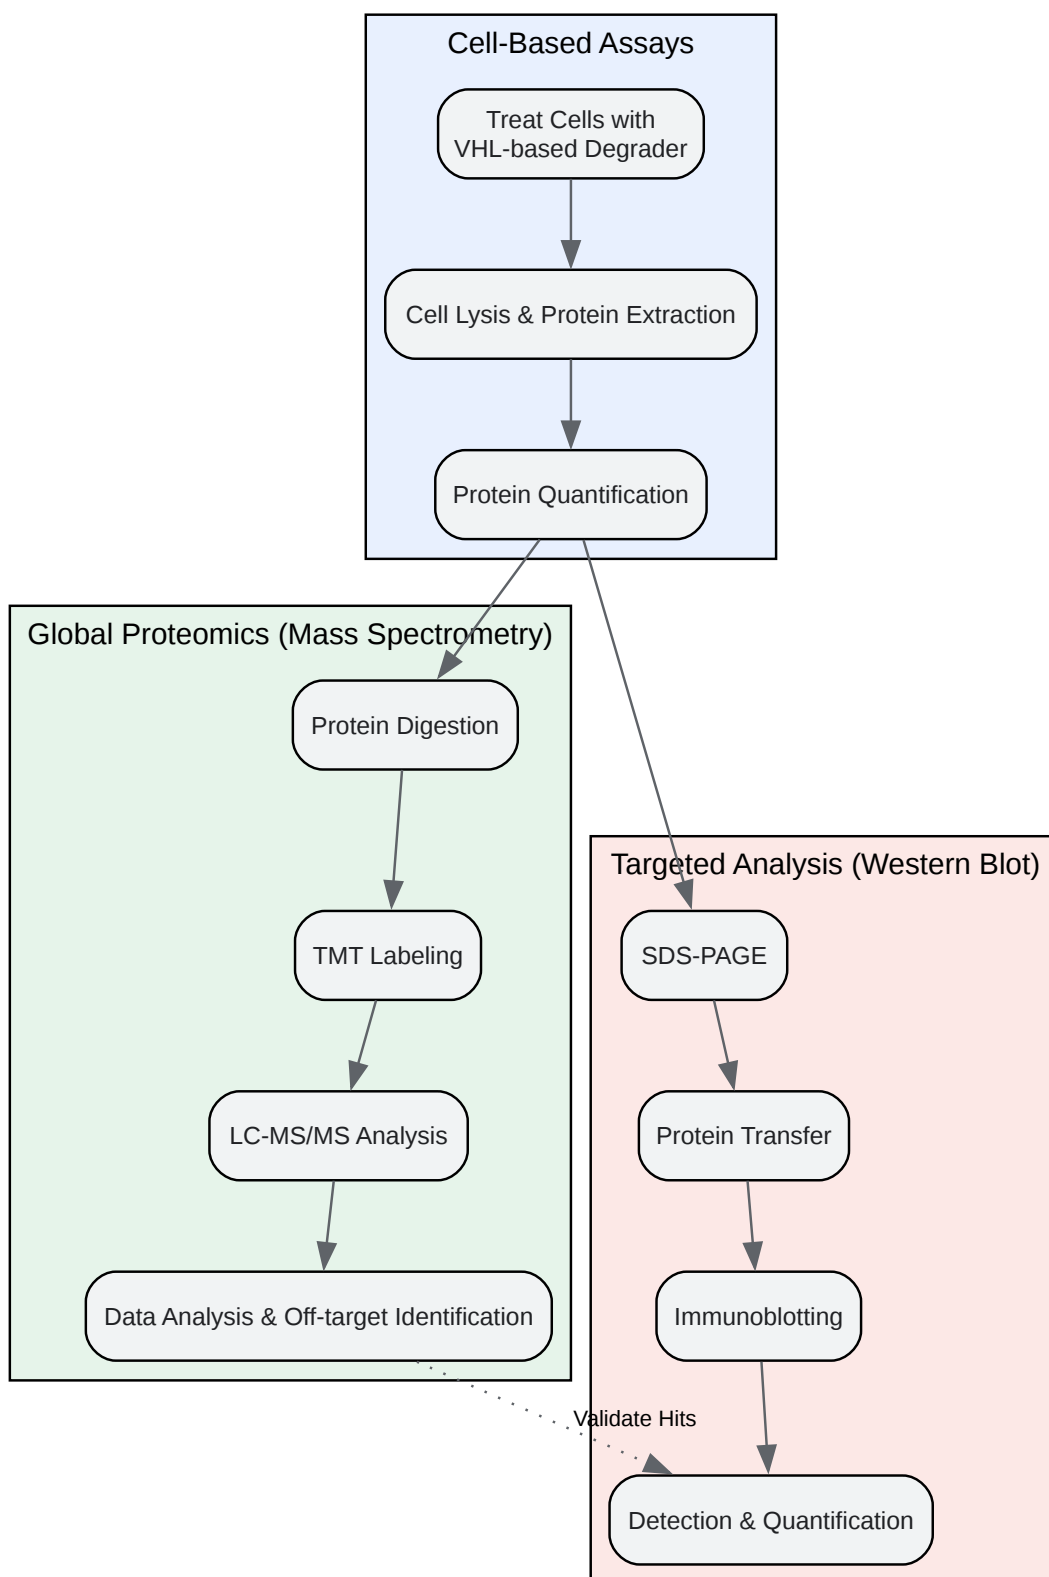 Cell-Based Assays
Treat Cells with
VHL-based Degrader
Cell Lysis & Protein Extraction
Protein Quantification
Global Proteomics (Mass Spectrometry)
Protein Digestion
TMT Labeling
LC-MS/MS Analysis
Data Analysis & Off-target Identification
Validate Hits
Targeted Analysis (Western Blot)
SDS-PAGE
Protein Transfer
Immunoblotting
Detection & Quantification